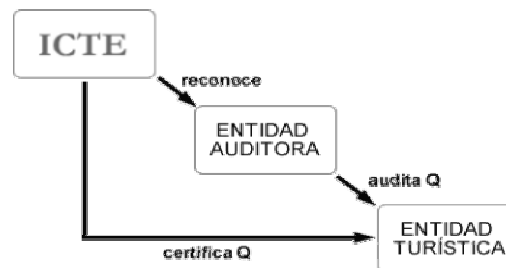 ICTE
reconoce
ENTIDAD
AUDITORA
audita Q
ENTIDAD
TURÍSTICA
certifica Q